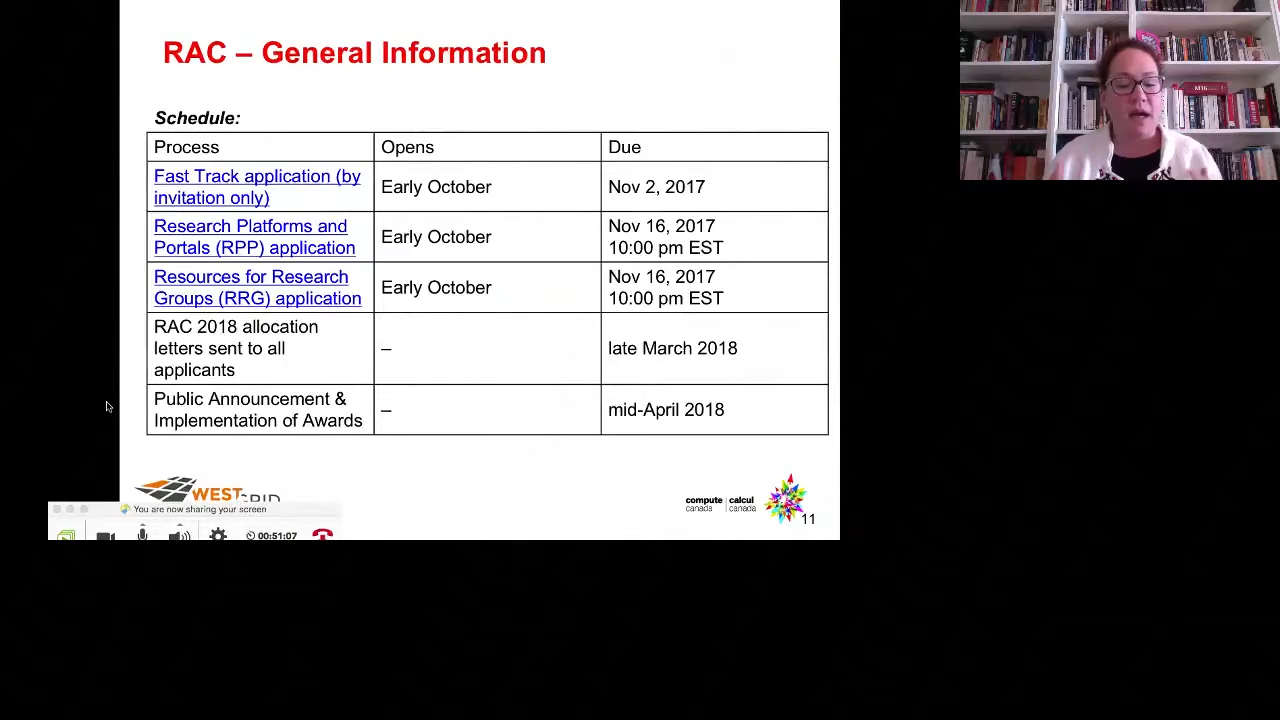 RAC – General Information
Schedule:
Process
Opens
Due
Fast Track application (by
invitation only)
Early October
Nov 2, 2017
Research Platforms and
Portals (RPP) application
Early October
Nov 16, 2017
10:00 pm EST
Resources for Research
Groups (RRG) application
Early October
Nov 16, 2017
10:00 pm EST
RAC 2018 allocation
letters sent to all
applicants
–
late March 2018
Public Announcement &
Implementation of Awards
–
mid-April 2018
WESTGRID
compute calcul
canada canada
11
You are now sharing your screen
00:51:07